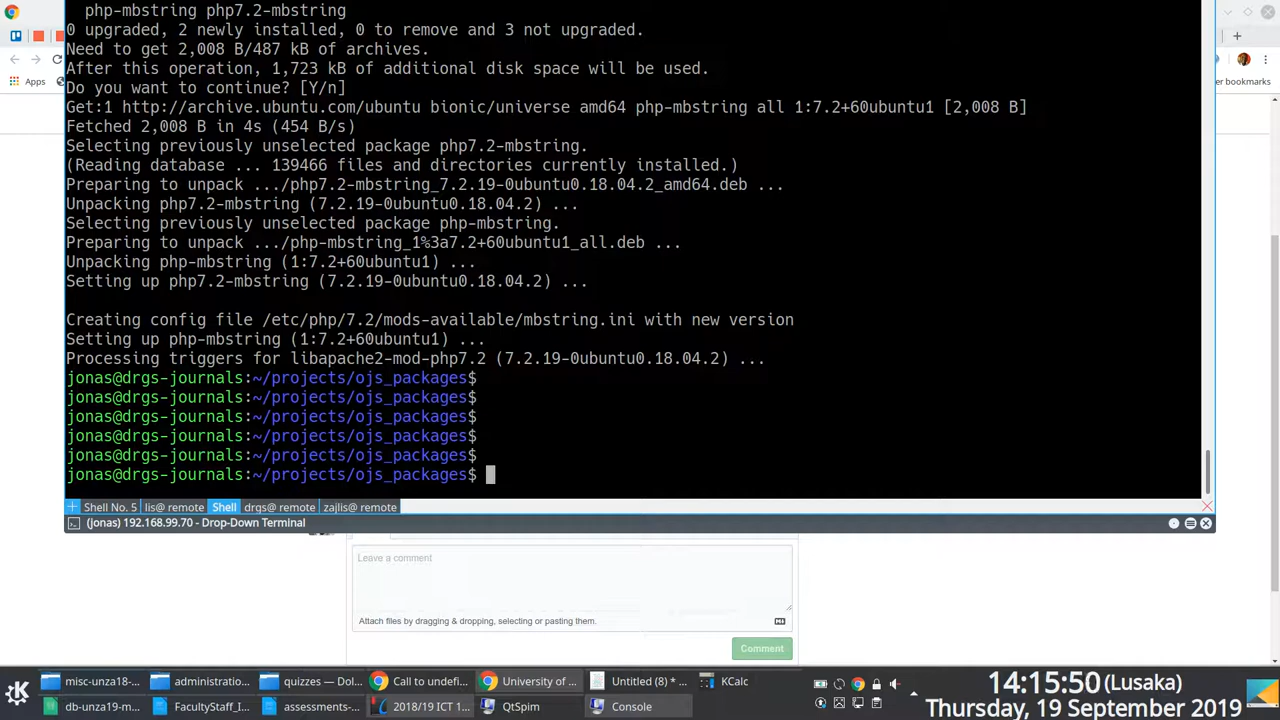 php-mbstring php7.2-mbstring
0 upgraded, 2 newly installed, 0 to remove and 3 not upgraded.
Need to get 2,008 B/487 kB of archives.
After this operation, 1,723 kB of additional disk space will be used.
Do you want to continue? [Y/n]
Get:1 http://archive.ubuntu.com/ubuntu bionic/universe amd64 php-mbstring all 1:7.2+60ubuntu1 [2,008 B]
Fetched 2,008 B in 4s (454 B/s)
Selecting previously unselected package php7.2-mbstring.
(Reading database ... 139466 files and directories currently installed.)
Preparing to unpack .../php7.2-mbstring_7.2.19-0ubuntu0.18.04.2_amd64.deb ...
Unpacking php7.2-mbstring (7.2.19-0ubuntu0.18.04.2) ...
Selecting previously unselected package php-mbstring.
Preparing to unpack .../php-mbstring_1%3a7.2+60ubuntu1_all.deb ...
Unpacking php-mbstring (1:7.2+60ubuntu1) ...
Setting up php7.2-mbstring (7.2.19-0ubuntu0.18.04.2) ...
Creating config file /etc/php/7.2/mods-available/mbstring.ini with new version
Setting up php-mbstring (1:7.2+60ubuntu1) ...
Processing triggers for libapache2-mod-php7.2 (7.2.19-0ubuntu0.18.04.2) ...
jonas@drgs-journals:~/projects/ojs_packages$
jonas@drgs-journals:~/projects/ojs_packages$
jonas@drgs-journals:~/projects/ojs_packages$
jonas@drgs-journals:~/projects/ojs_packages$
jonas@drgs-journals:~/projects/ojs_packages$
jonas@drgs-journals:~/projects/ojs_packages$
Apps
er bookmarks
Shell No. 5 lis@ remote Shell drgs@ remote zajlis@ remote
(jonas) 192.168.99.70 - Drop-Down Terminal
Leave a comment
Attach files by dragging & dropping, selecting or pasting them.
Comment
misc-unza18-... administratio... quizzes — Dol... Call to undefi... University of ... Untitled (8) * ... KCalc
db-unza19-m... FacultyStaff_I... assessments-... 2018/19 ICT 1... QtSpim Console
14:15:50 (Lusaka)
Thursday, 19 September 2019